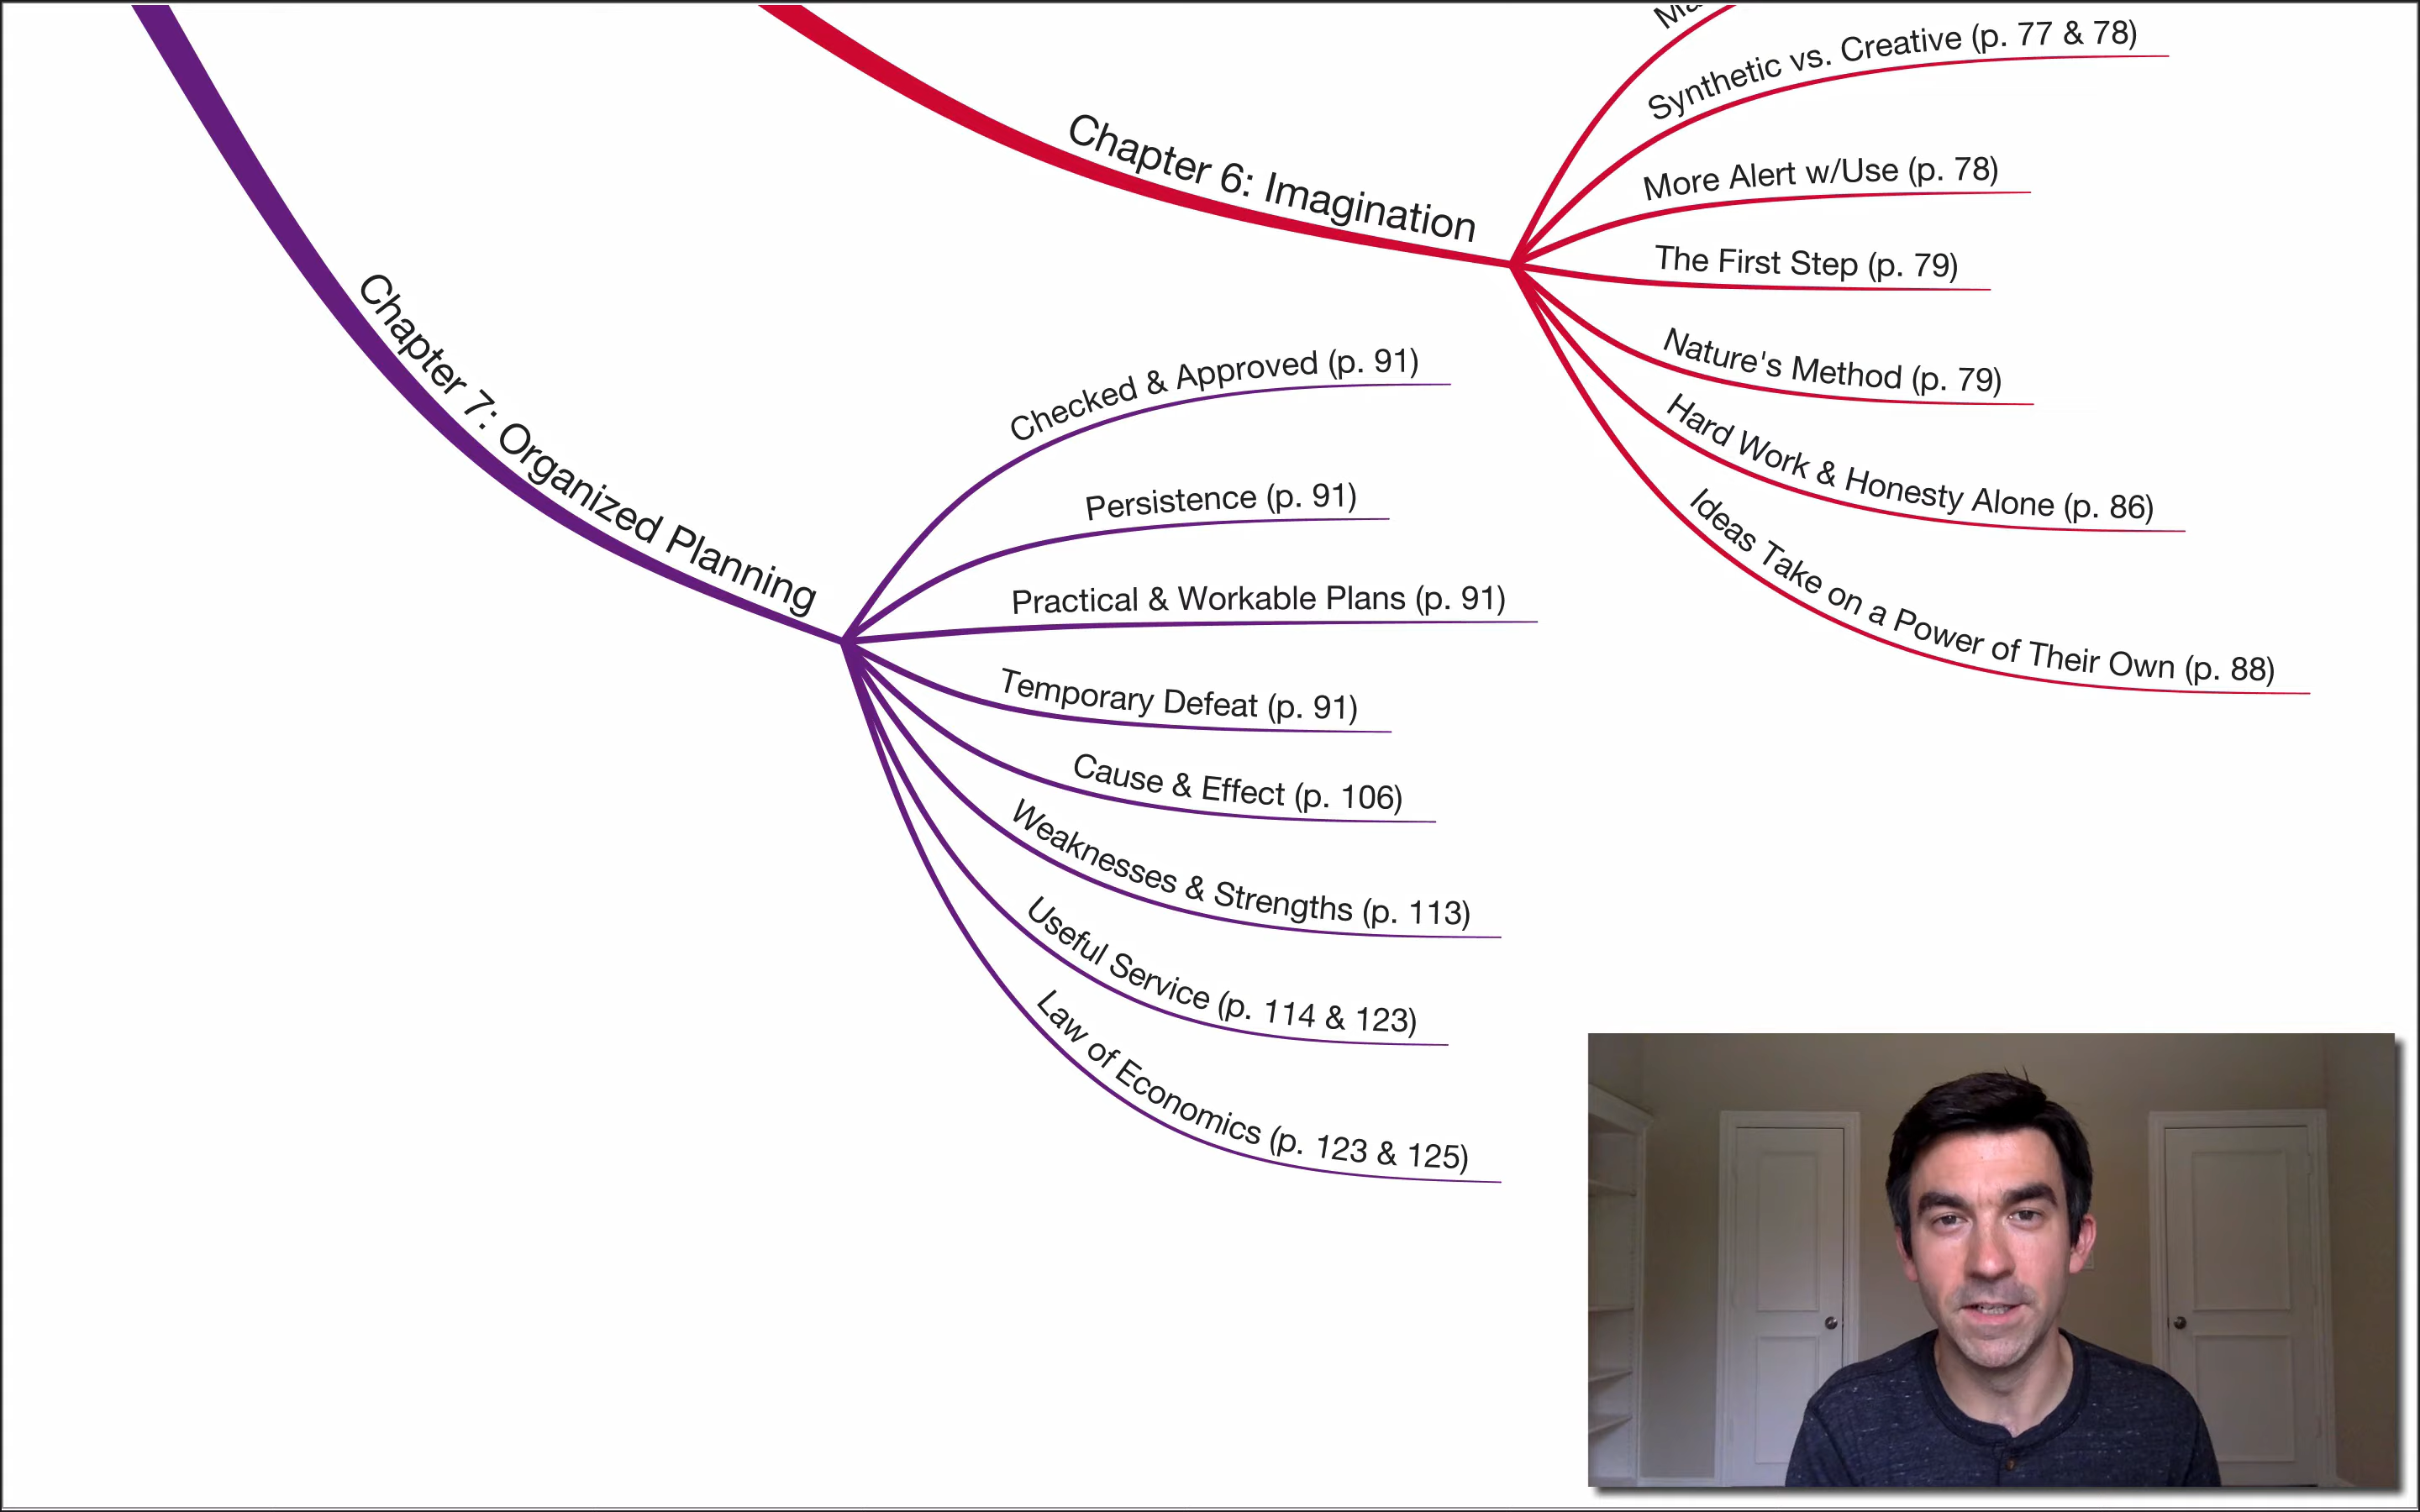 Synthetic vs. Creative (p. 77 & 78)
Chapter 6: Imagination
More Alert w/Use (p. 78)
The First Step (p. 79)
Nature's Method (p. 79)
Hard Work & Honesty Alone (p. 86)
Ideas Take on a Power of Their Own (p. 88)
Chapter 7: Organized Planning
Checked & Approved (p. 91)
Persistence (p. 91)
Practical & Workable Plans (p. 91)
Temporary Defeat (p. 91)
Cause & Effect (p. 106)
Weaknesses & Strengths (p. 113)
Useful Service (p. 114 & 123)
Law of Economics (p. 123 & 125)